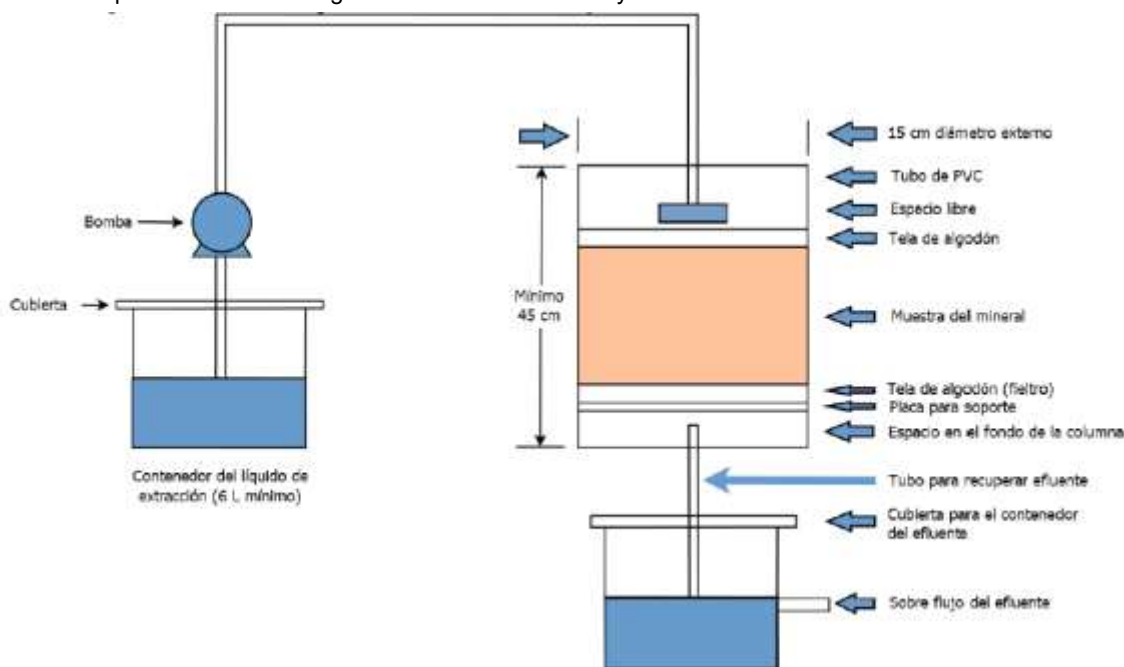 Bomba
Cubierta
Contenedor del líquido de
extracción (6 L mínimo)
Mínimo
45 cm
15 cm diámetro externo
Tubo de PVC
Espacio libre
Tela de algodón
Muestra del mineral
Tela de algodón (fieltro)
Placa para soporte
Espacio en el fondo de la columna
Tubo para recuperar efluente
Cubierta para el contenedor
del efluente
Sobre flujo del efluente